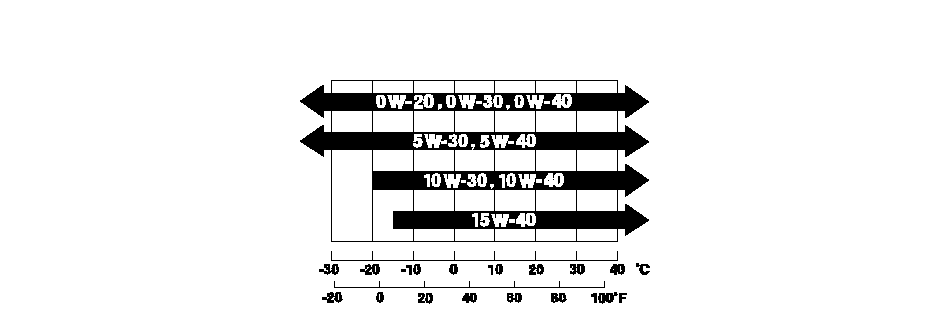 0W-20, 0W-30, 0W-40
5W-30, 5W-40
10W-30, 10W-40
15W-40
-30 -20 -10 0 10 20 30 40 °C
-20 0 20 40 60 80 100°F